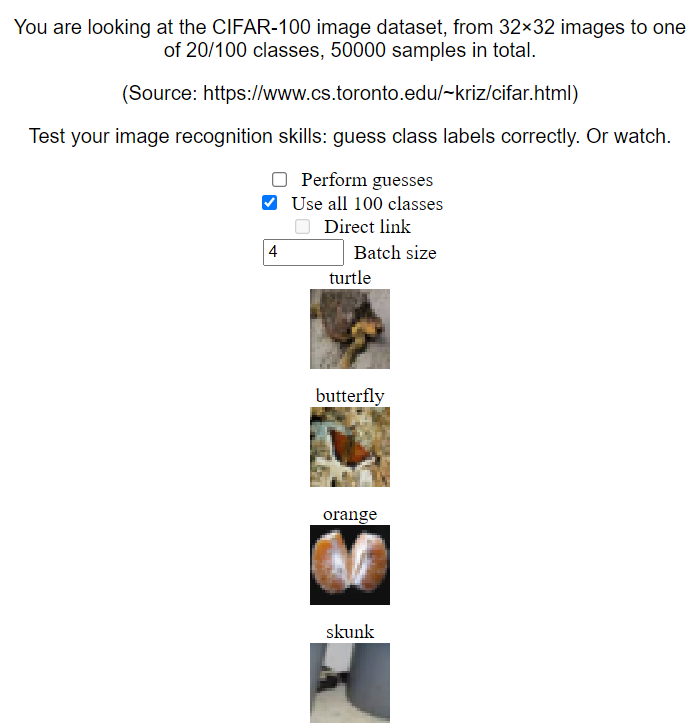 You are looking at the CIFAR-100 image dataset, from 32×32 images to one
of 20/100 classes, 50000 samples in total.
(Source: https://www.cs.toronto.edu/~kriz/cifar.html)
Test your image recognition skills: guess class labels correctly. Or watch.
Perform guesses
Use all 100 classes
Direct link
4 Batch size
turtle
butterfly
orange
skunk